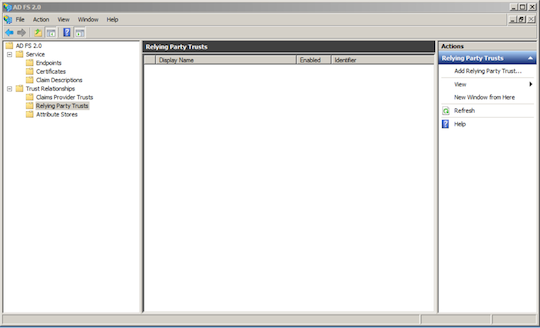 AD FS 2.0
File Action View Window Help
AD FS 2.0
Service
Endpoints
Certificates
Claim Descriptions
Trust Relationships
Claims Provider Trusts
Relying Party Trusts
Attribute Stores
Relying Party Trusts
Display Name Enabled Identifier
Actions
Relying Party Trusts
Add Relying Party Trust...
View
New Window from Here
Refresh
Help